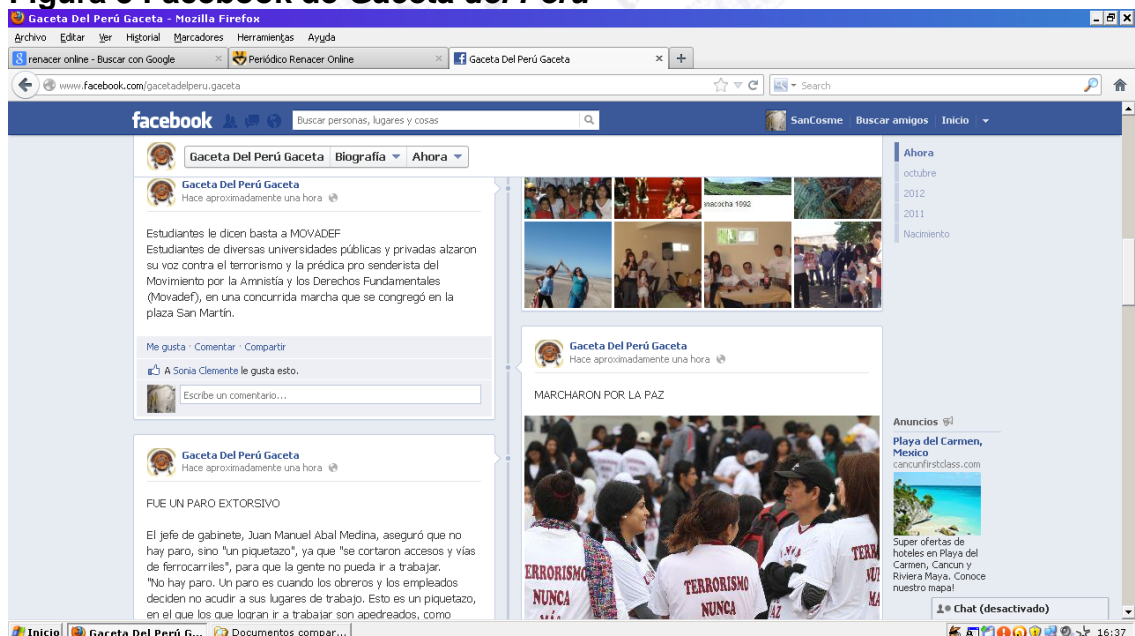 Figura 6 Facebook de Gaceta del Perú
Gaceta Del Perú Gaceta - Mozilla Firefox
Archivo Editar Ver Historial Marcadores Herramientas Ayuda
renacer online - Buscar con Google
Periódico Renacer Online
Gaceta Del Perú Gaceta
www.facebook.com/gacetadelperu.gaceta
Search
facebook
Buscar personas, lugares y cosas
SanCosme Buscar amigos Inicio
Gaceta Del Perú Gaceta Biografía Ahora
Gaceta Del Perú Gaceta
Hace aproximadamente una hora
Estudiantes le dicen basta a MOVADEF
Estudiantes de diversas universidades públicas y privadas alzaron
su voz contra el terrorismo y la prédica pro senderista del
Movimiento por la Amnistía y los Derechos Fundamentales
(Movadef), en una concurrida marcha que se congregó en la
plaza San Martín.
Me gusta · Comentar · Compartir
A Sonia Clemente le gusta esto.
Escribe un comentario...
Gaceta Del Perú Gaceta
Hace aproximadamente una hora
FUE UN PARO EXTORSIVO
El jefe de gabinete, Juan Manuel Abal Medina, aseguró que no
hay paro, sino "un piquetazo", ya que "se cortaron accesos y vías
de ferrocarriles", para que la gente no pueda ir a trabajar.
"No hay paro. Un paro es cuando los obreros y los empleados
deciden no acudir a sus lugares de trabajo. Esto es un piquetazo,
en el que los que logran ir a trabajar son apedreados, como
anacocha 1992
Gaceta Del Perú Gaceta
Hace aproximadamente una hora
MARCHARON POR LA PAZ
ERRORISMO
NUNCA
MÁS
TERRORISMO
NUNCA
TERR
NU
MÁ
Ahora
octubre
2012
2011
Nacimiento
Anuncios
Playa del Carmen,
Mexico
cancunfirstclass.com
Super ofertas de
hoteles en Playa del
Carmen, Cancun y
Riviera Maya. Conoce
nuestro mapa!
Chat (desactivado)
Inicio
Gaceta Del Perú G...
Documentos compar...
16:37